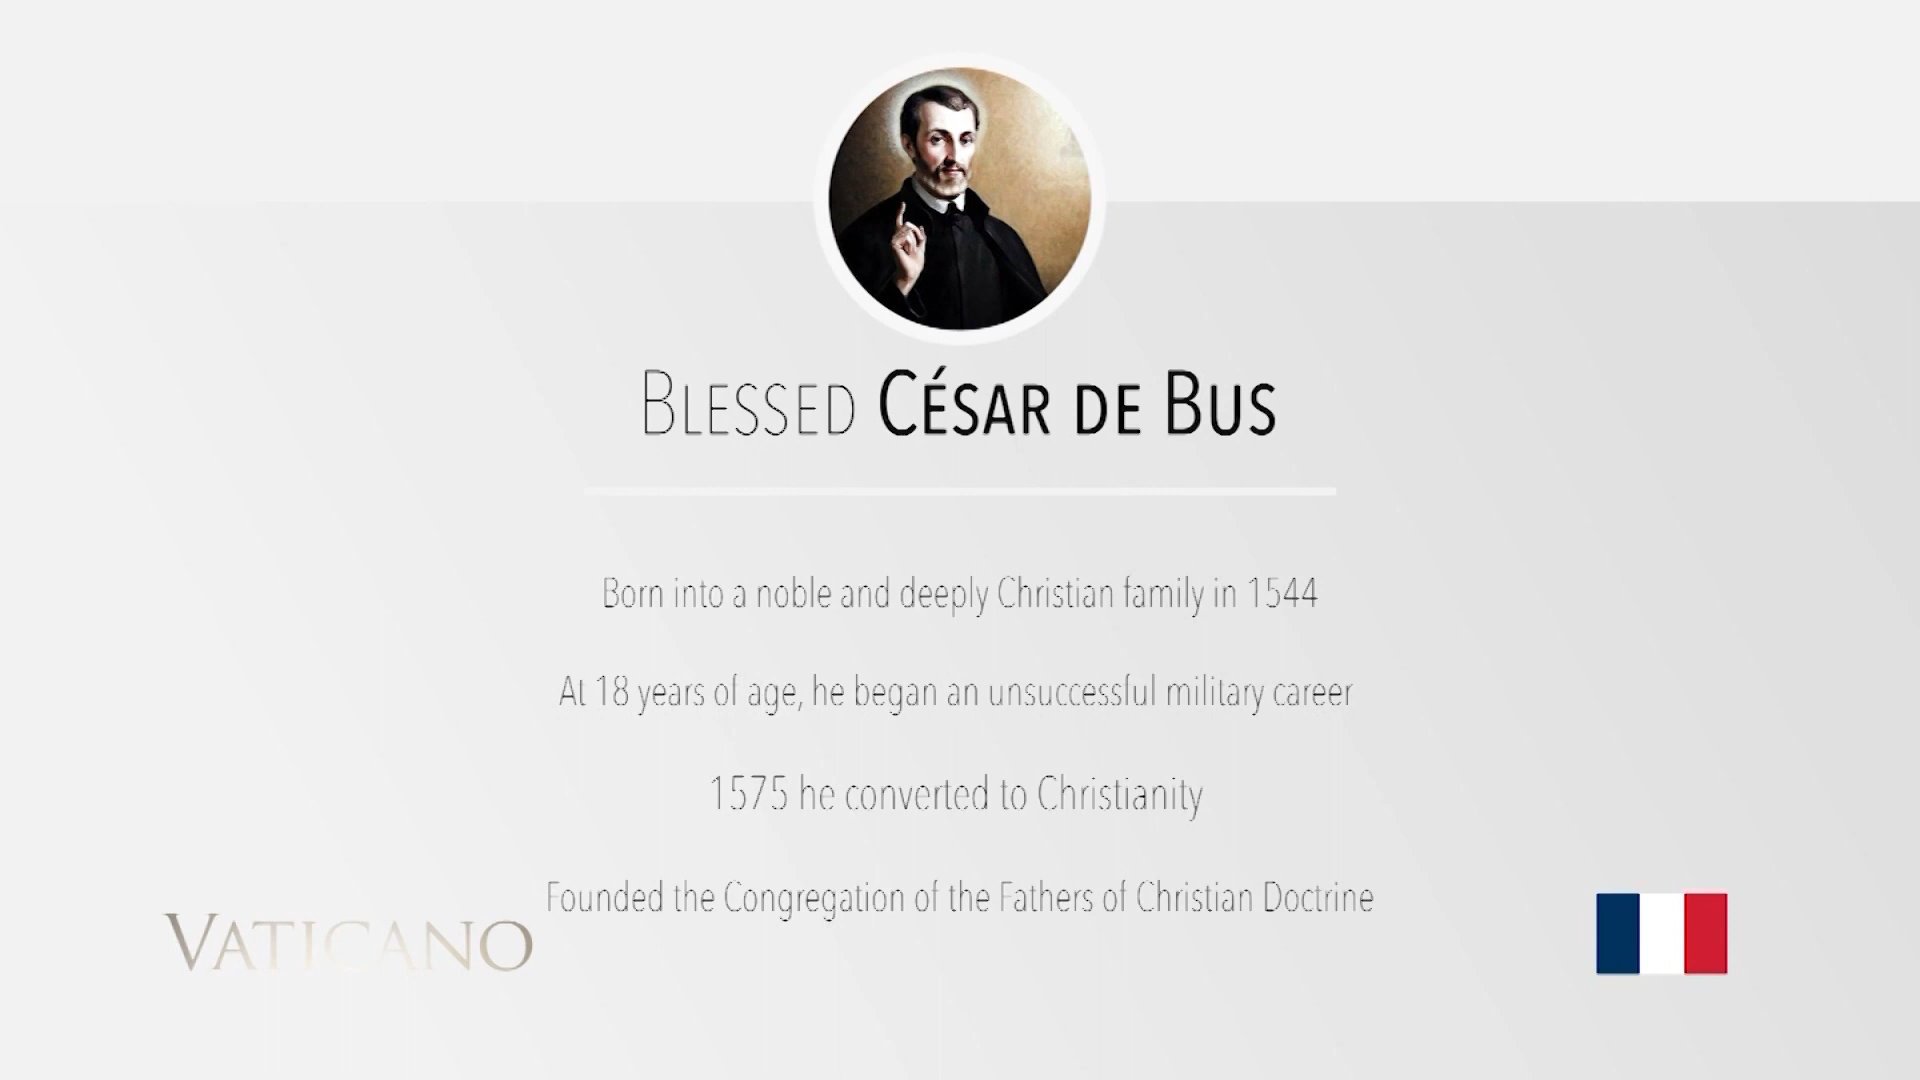 Blessed César de Bus
Born into a noble and deeply Christian family in 1544
At 18 years of age, he began an unsuccessful military career
1575 he converted to Christianity
Founded the Congregation of the Fathers of Christian Doctrine
VATICANO